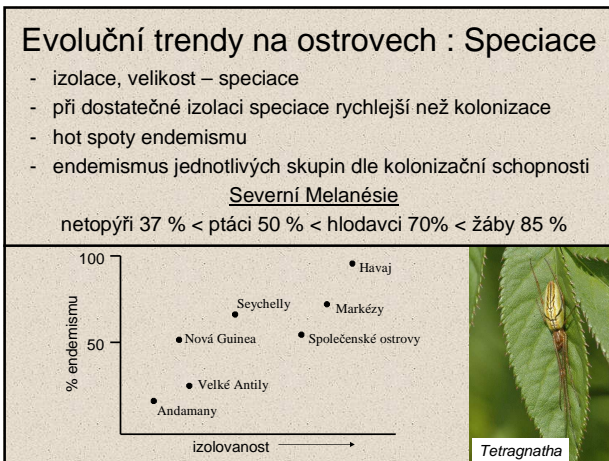 Evoluční trendy na ostrovech : Speciace
- izolace, velikost – speciace
- při dostatečné izolaci speciace rychlejší než kolonizace
- hot spoty endemismu
- endemismus jednotlivých skupin dle kolonizační schopnosti
Severní Melanésie
netopýři 37 % < ptáci 50 % < hlodavci 70% < žáby 85 %
100
Havaj
Seychelly
Markézy
% endemismu
50
Nová Guinea
Společenské ostrovy
Velké Antily
Andamany
izolovanost
Tetragnatha